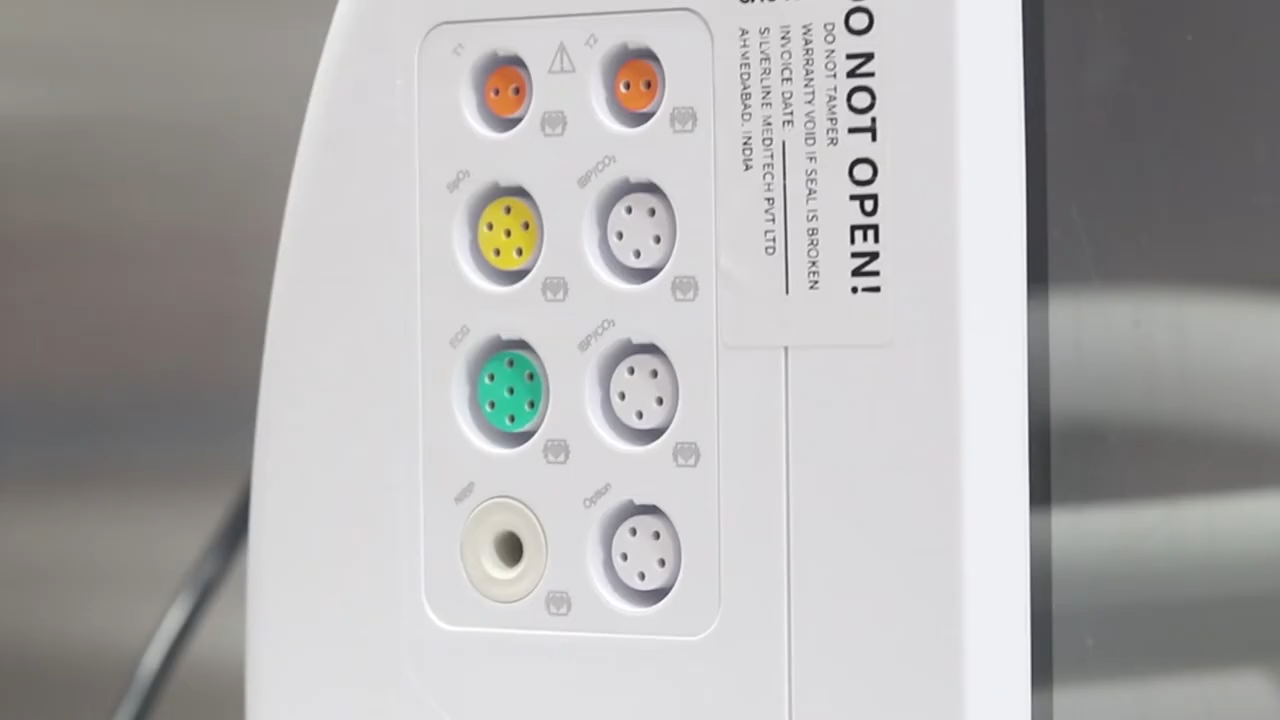 DO NOT OPEN!
DO NOT TAMPER
WARRANTY VOID IF SEAL IS BROKEN
INVOICE DATE:
SILVERLINE MEDITECH PVT LTD
AHMEDABAD, INDIA
T1
T2
SpO₂
IBP/CO₂
ECG
IBP/CO₂
NIBP
Option